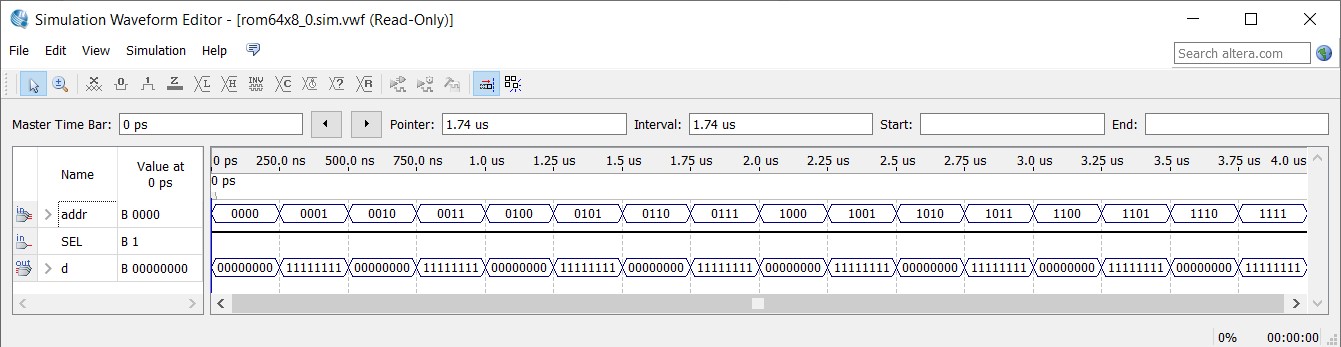 Simulation Waveform Editor - [rom64x8_0.sim.vwf (Read-Only)]
File Edit View Simulation Help
Search altera.com
Master Time Bar: 0 ps Pointer: 1.74 us Interval: 1.74 us Start: End:
Name Value at 0 ps 0 ps 250.0 ns 500.0 ns 750.0 ns 1.0 us 1.25 us 1.5 us 1.75 us 2.0 us 2.25 us 2.5 us 2.75 us 3.0 us 3.25 us 3.5 us 3.75 us 4.0 us
0 ps
addr B 0000 0000 0001 0010 0011 0100 0101 0110 0111 1000 1001 1010 1011 1100 1101 1110 1111
SEL B 1
d B 00000000 00000000 11111111 00000000 11111111 00000000 11111111 00000000 11111111 00000000 11111111 00000000 11111111 00000000 11111111 00000000 11111111
0% 00:00:00